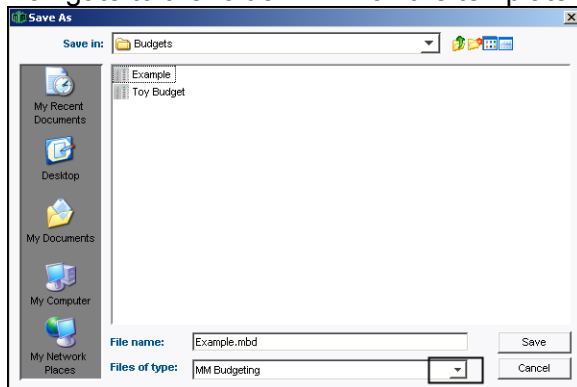 Save As
Save in: Budgets
Example
Toy Budget
My Recent
Documents
Desktop
My Documents
My Computer
My Network
Places
File name: Example.mbd Save
Files of type: MM Budgeting Cancel